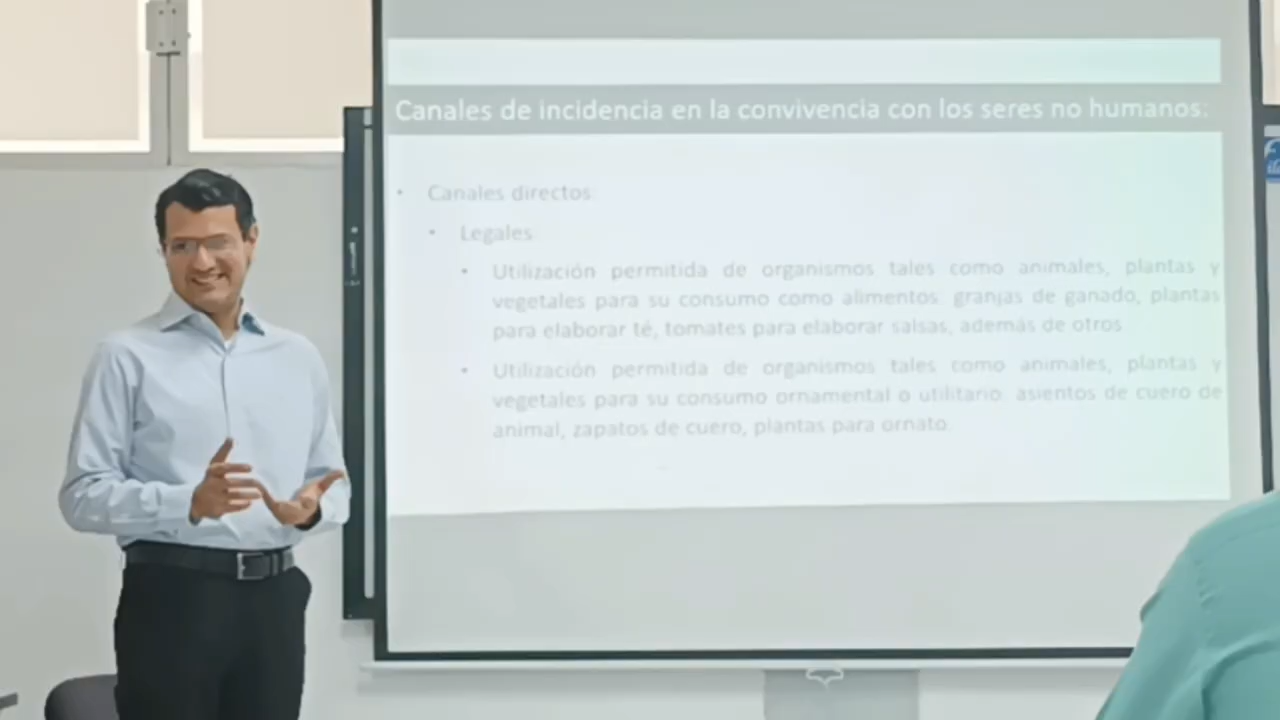 Canales de incidencia en la convivencia con los seres no humanos:
• Canales directos:
• Legales:
• Utilización permitida de organismos tales como animales, plantas y
vegetales para su consumo como alimentos: granjas de ganado, plantas
para elaborar té, tomates para elaborar salsas, además de otros.
• Utilización permitida de organismos tales como animales, plantas y
vegetales para su consumo ornamental o utilitario: asientos de cuero de
animal, zapatos de cuero, plantas para ornato.